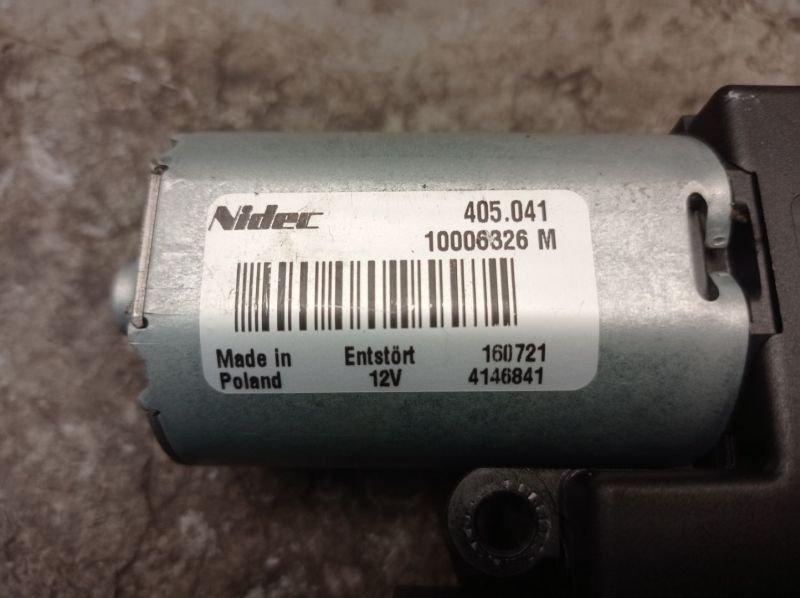 Nidec 405.041
10006326 M
Made in Poland Entstört 12V 160721 4146841